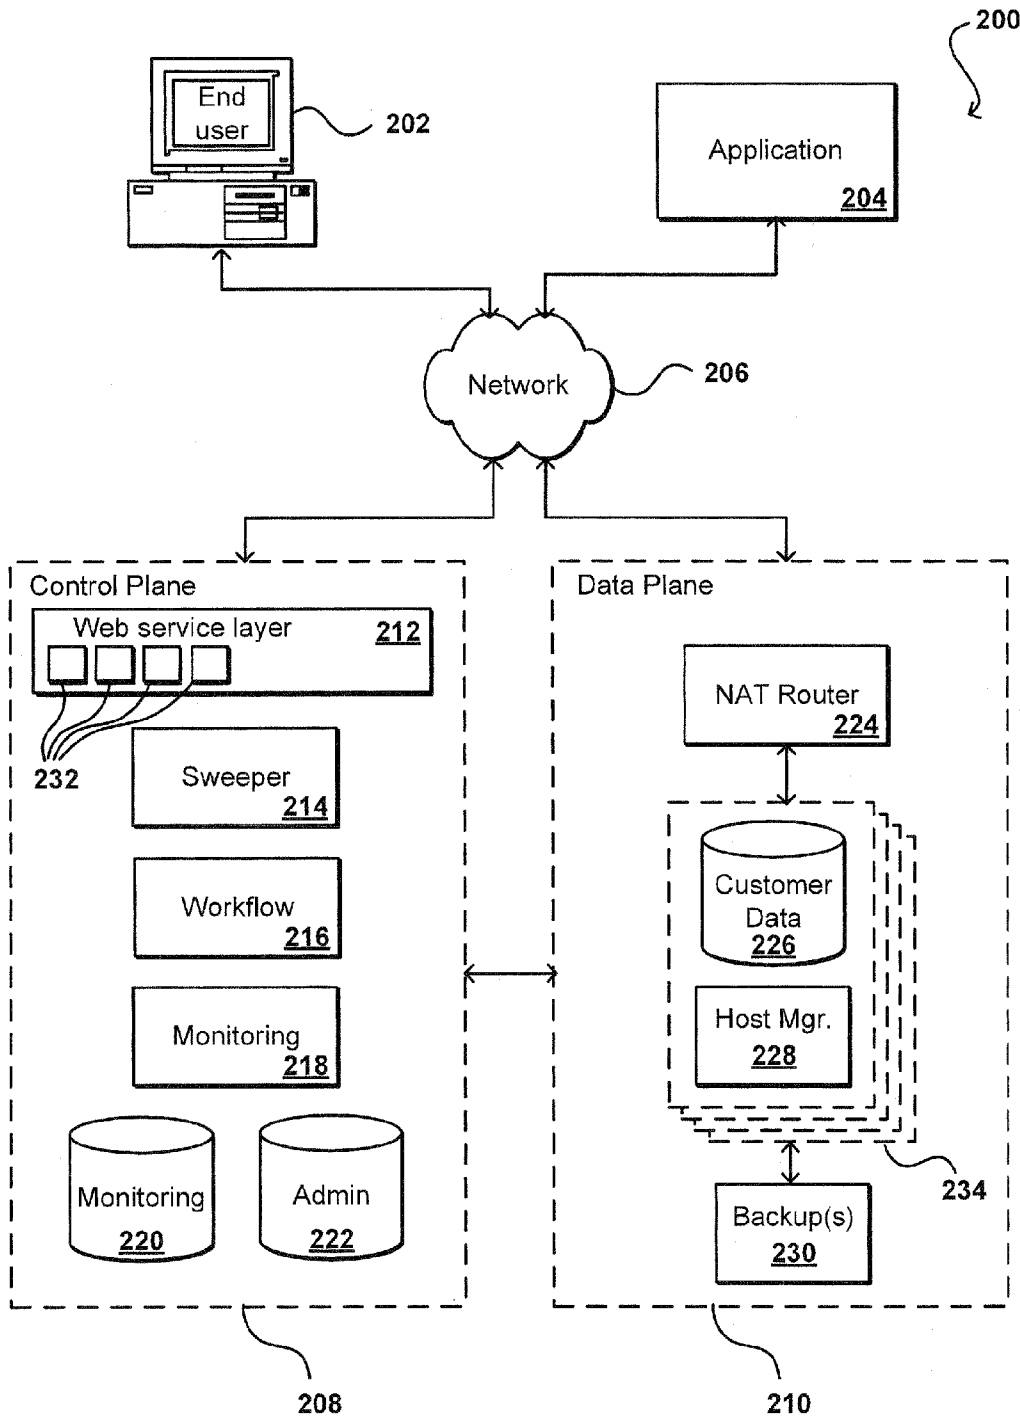 200
End
user
202
Application
204
Network
206
Control Plane
Web service layer
212
232
Sweeper
214
Workflow
216
Monitoring
218
Monitoring
220
Admin
222
208
Data Plane
NAT Router
224
Customer
Data
226
Host Mgr.
228
234
Backup(s)
230
210